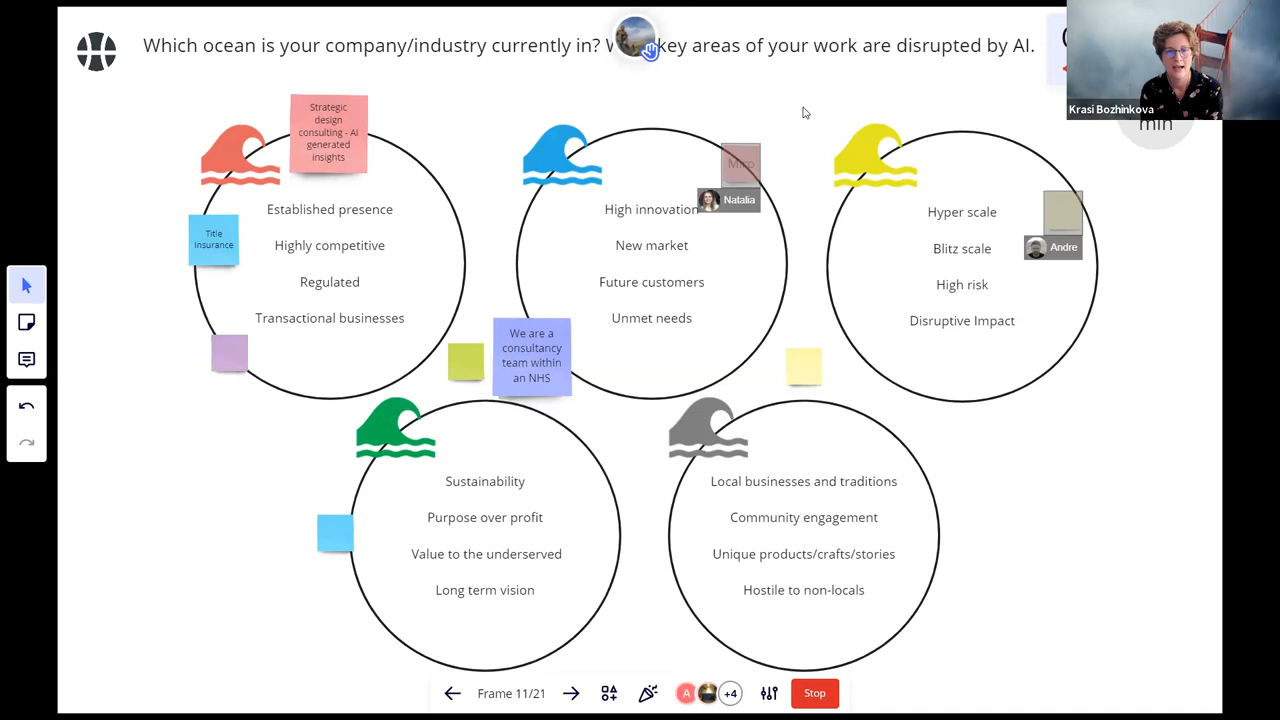 Which ocean is your company/industry currently in? key areas of your work are disrupted by AI.
Krasi Bozhinkova
min
Strategic
design
consulting - AI
generated
insights
Title
Insurance
Established presence
Highly competitive
Regulated
Transactional businesses
Miro
Natalia
High innovation
New market
Future customers
Unmet needs
Andre
Hyper scale
Blitz scale
High risk
Disruptive Impact
We are a
consultancy
team within
an NHS
Sustainability
Purpose over profit
Value to the underserved
Long term vision
Local businesses and traditions
Community engagement
Unique products/crafts/stories
Hostile to non-locals
Frame 11/21
A
+4
Stop